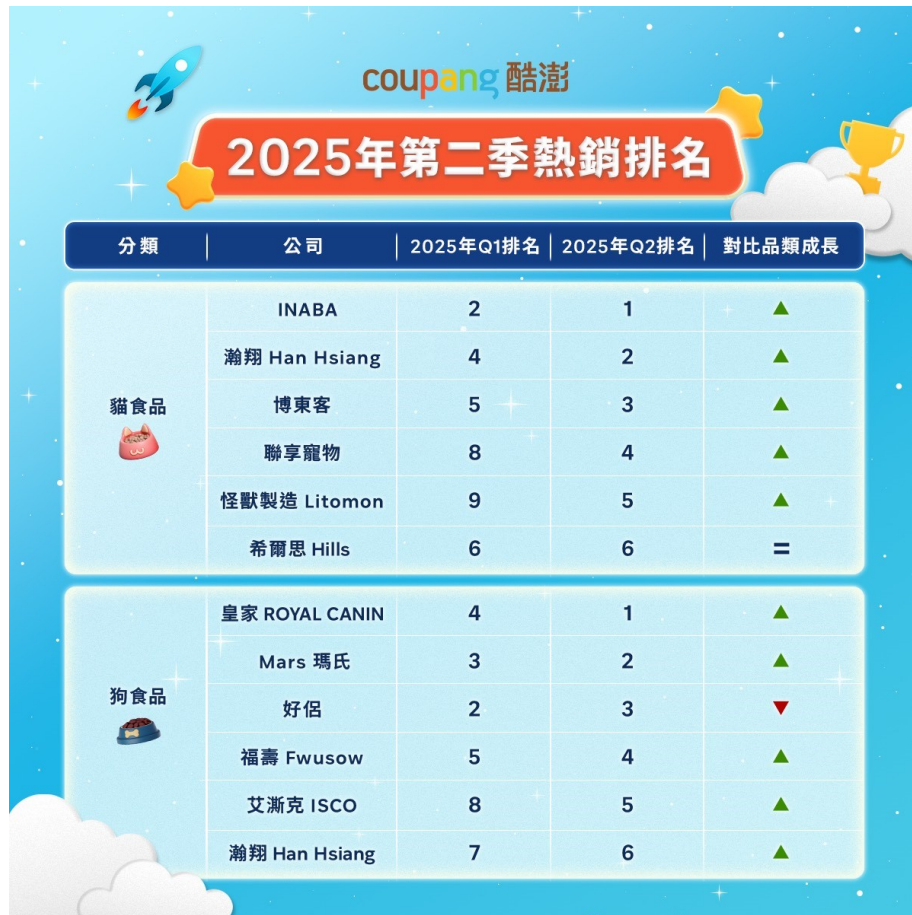 coupang 酷澎
2025年第二季熱銷排名
分類 公司 2025年Q1排名 2025年Q2排名 對比品類成長
貓食品
INABA 2 1 ▲
瀚翔 Han Hsiang 4 2 ▲
博東客 5 3 ▲
聯享寵物 8 4 ▲
怪獸製造 Litomon 9 5 ▲
希爾思 Hills 6 6 =
狗食品
皇家 ROYAL CANIN 4 1 ▲
Mars 瑪氏 3 2 ▲
好侶 2 3 ▼
福壽 Fwusow 5 4 ▲
艾澌克 ISCO 8 5 ▲
瀚翔 Han Hsiang 7 6 ▲